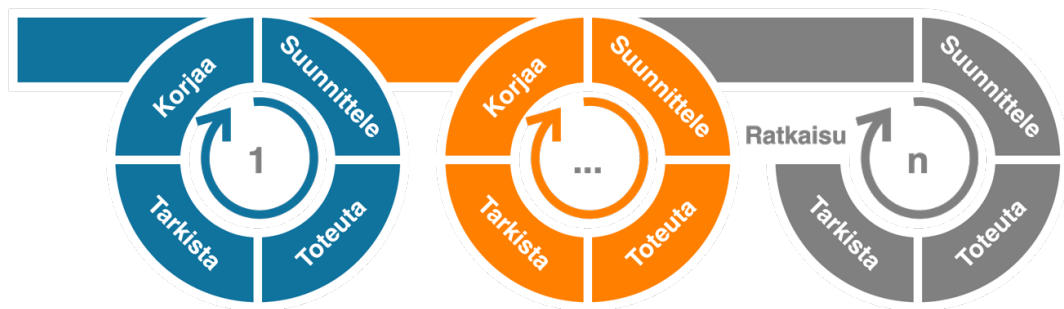 Korjaa
Suunnittele
1
Tarkista
Toteuta
Korjaa
Suunnittele
...
Tarkista
Toteuta
Ratkaisu
Suunnittele
n
Tarkista
Toteuta